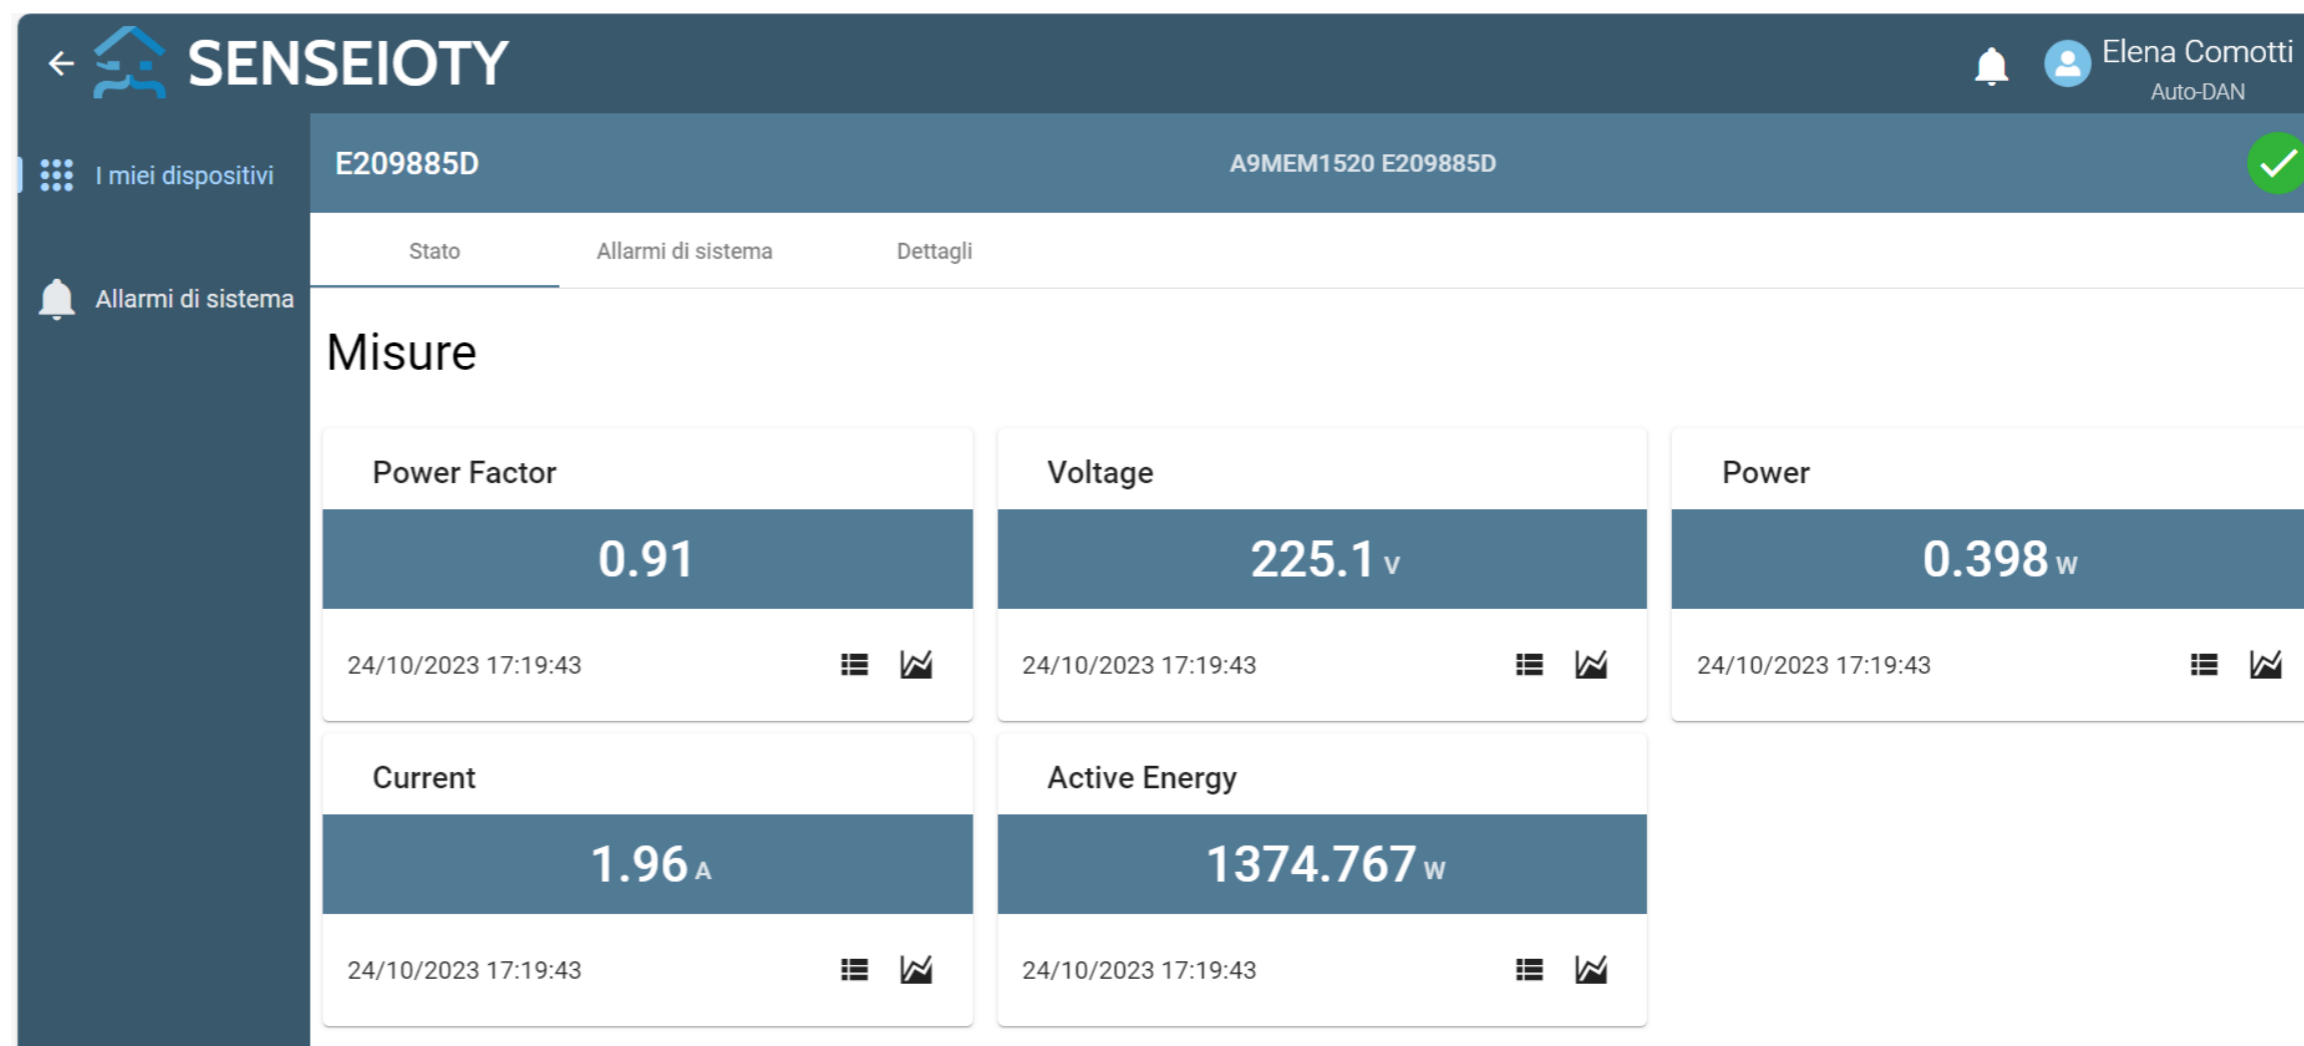 SENSEIOTY
Elena Comotti
Auto-DAN
I miei dispositivi
Allarmi di sistema
E209885D
A9MEM1520 E209885D
Stato
Allarmi di sistema
Dettagli
Misure
Power Factor
0.91
24/10/2023 17:19:43
Voltage
225.1 V
24/10/2023 17:19:43
Power
0.398 W
24/10/2023 17:19:43
Current
1.96 A
24/10/2023 17:19:43
Active Energy
1374.767 W
24/10/2023 17:19:43